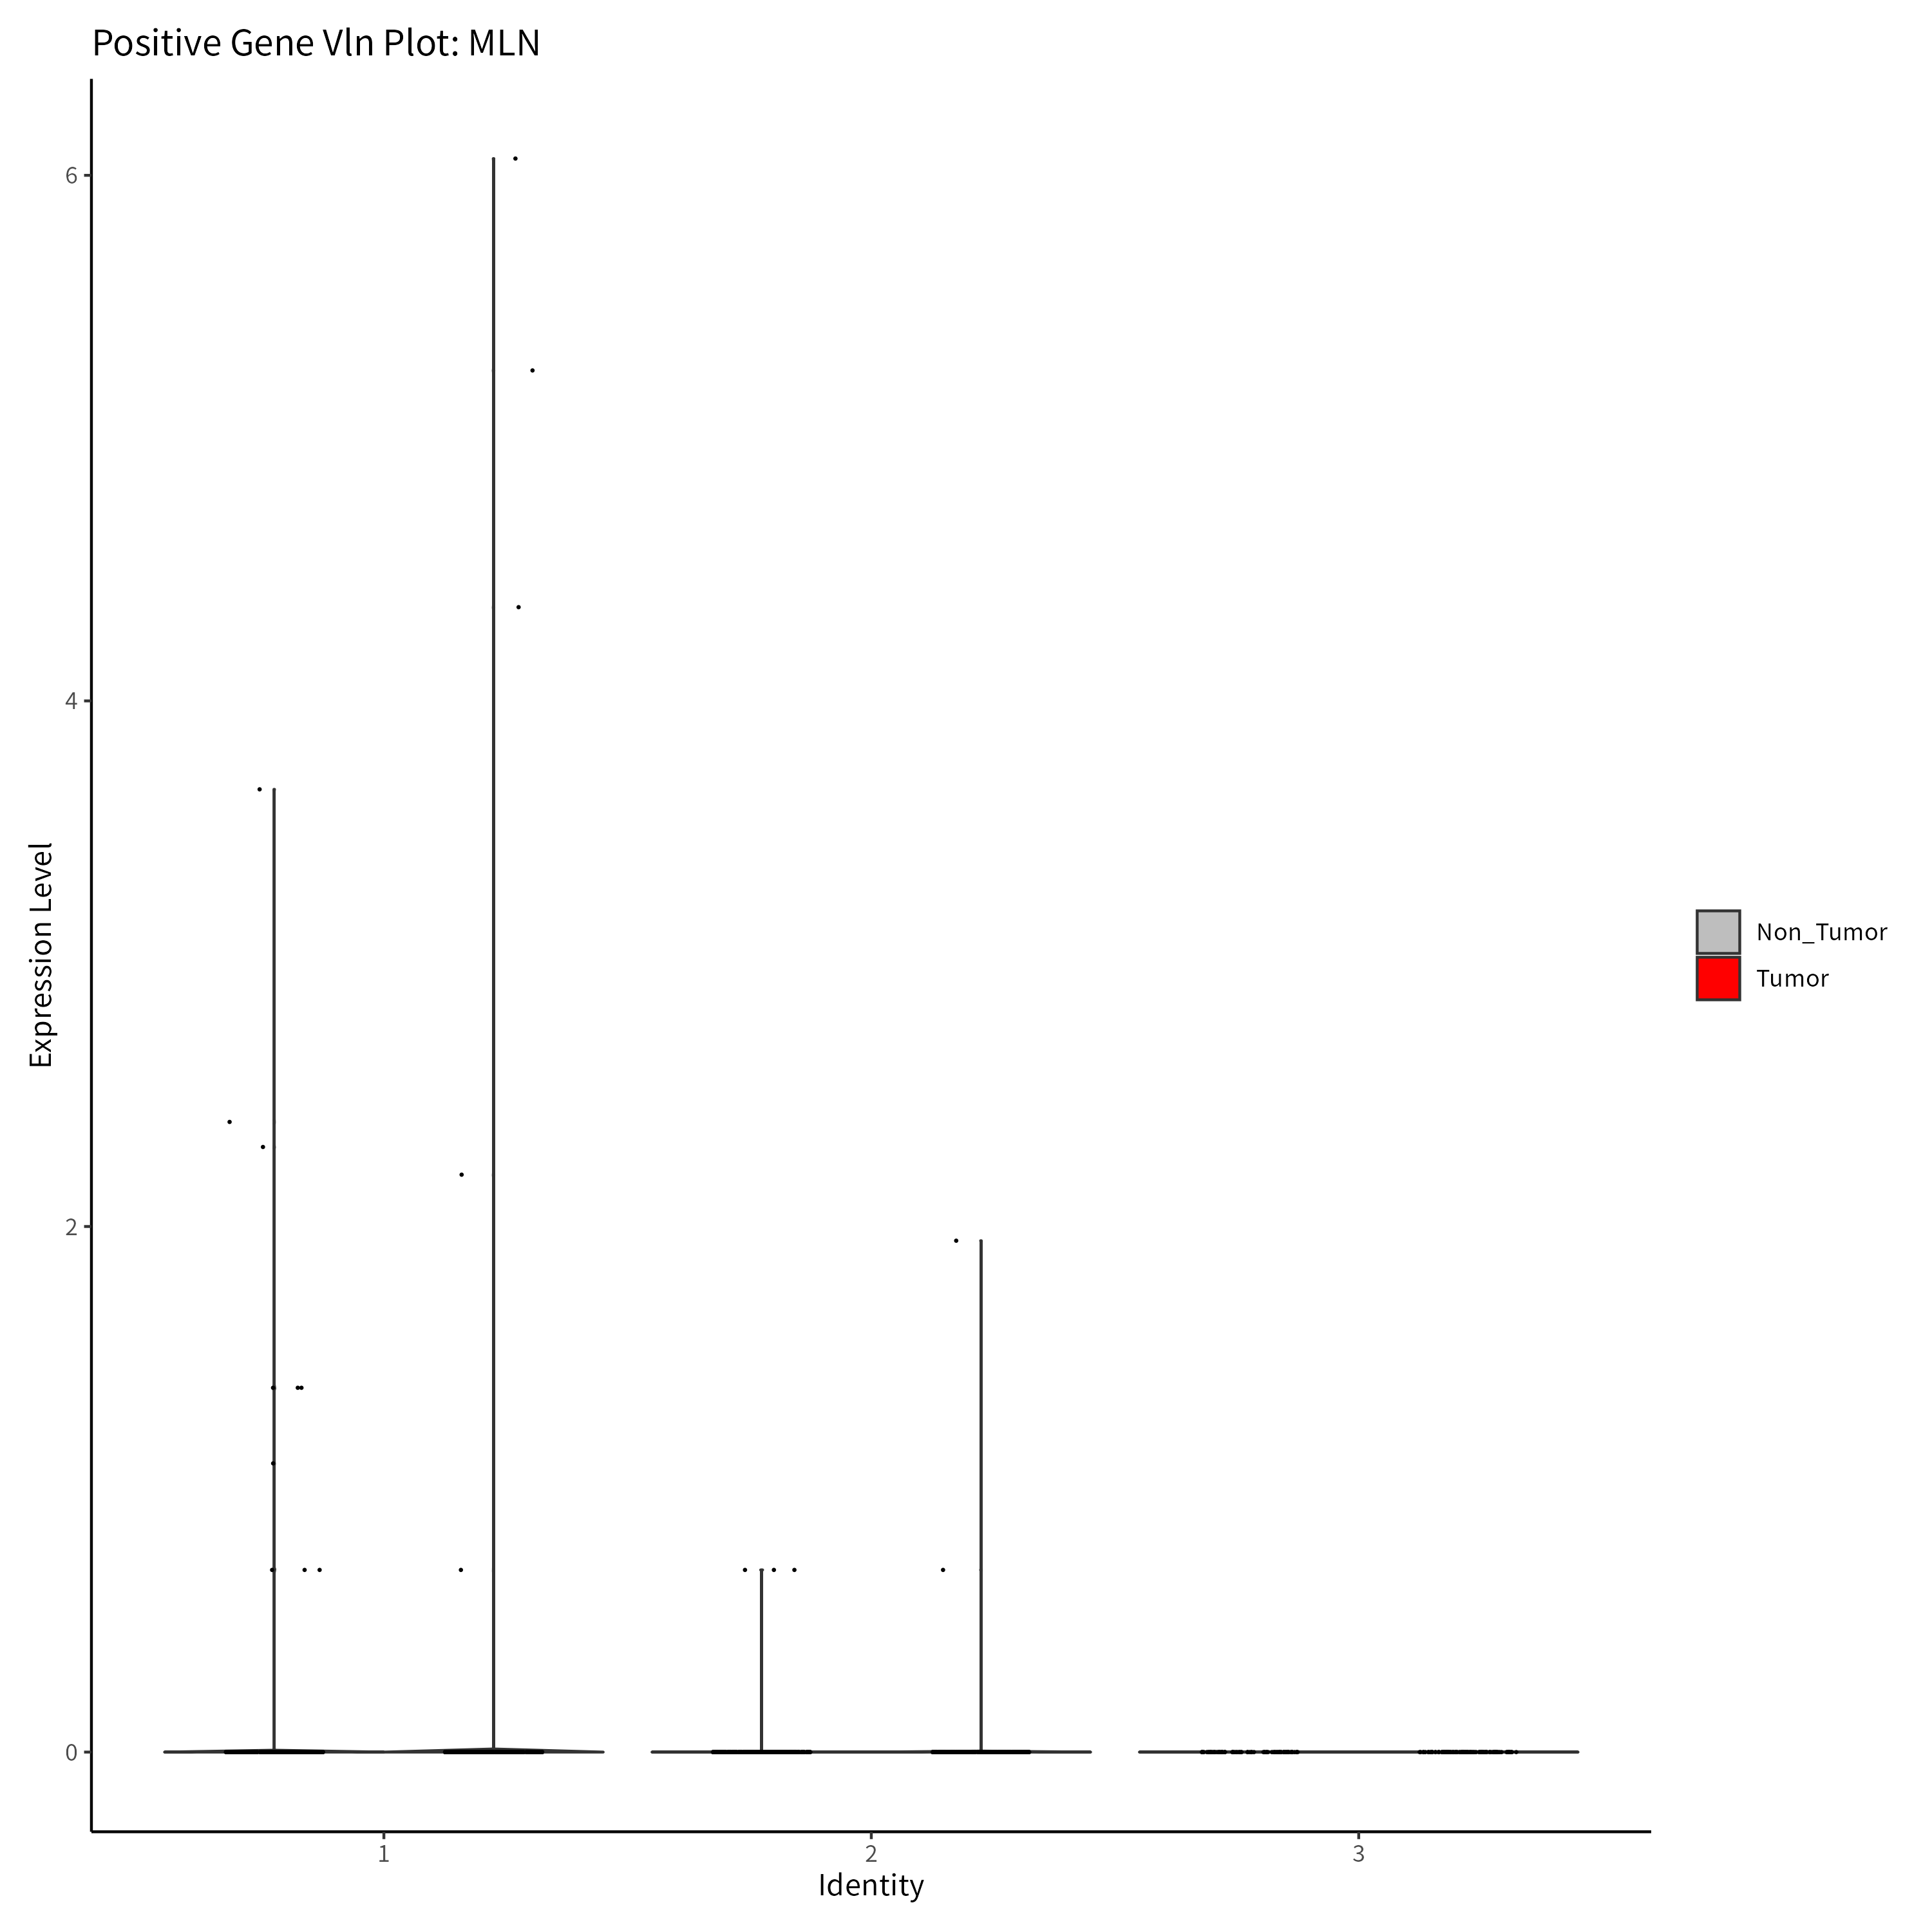 Positive Gene Vln Plot: MLN
6
4
2
0
Expression Level
1
2
3
Identity
Non_Tumor
Tumor